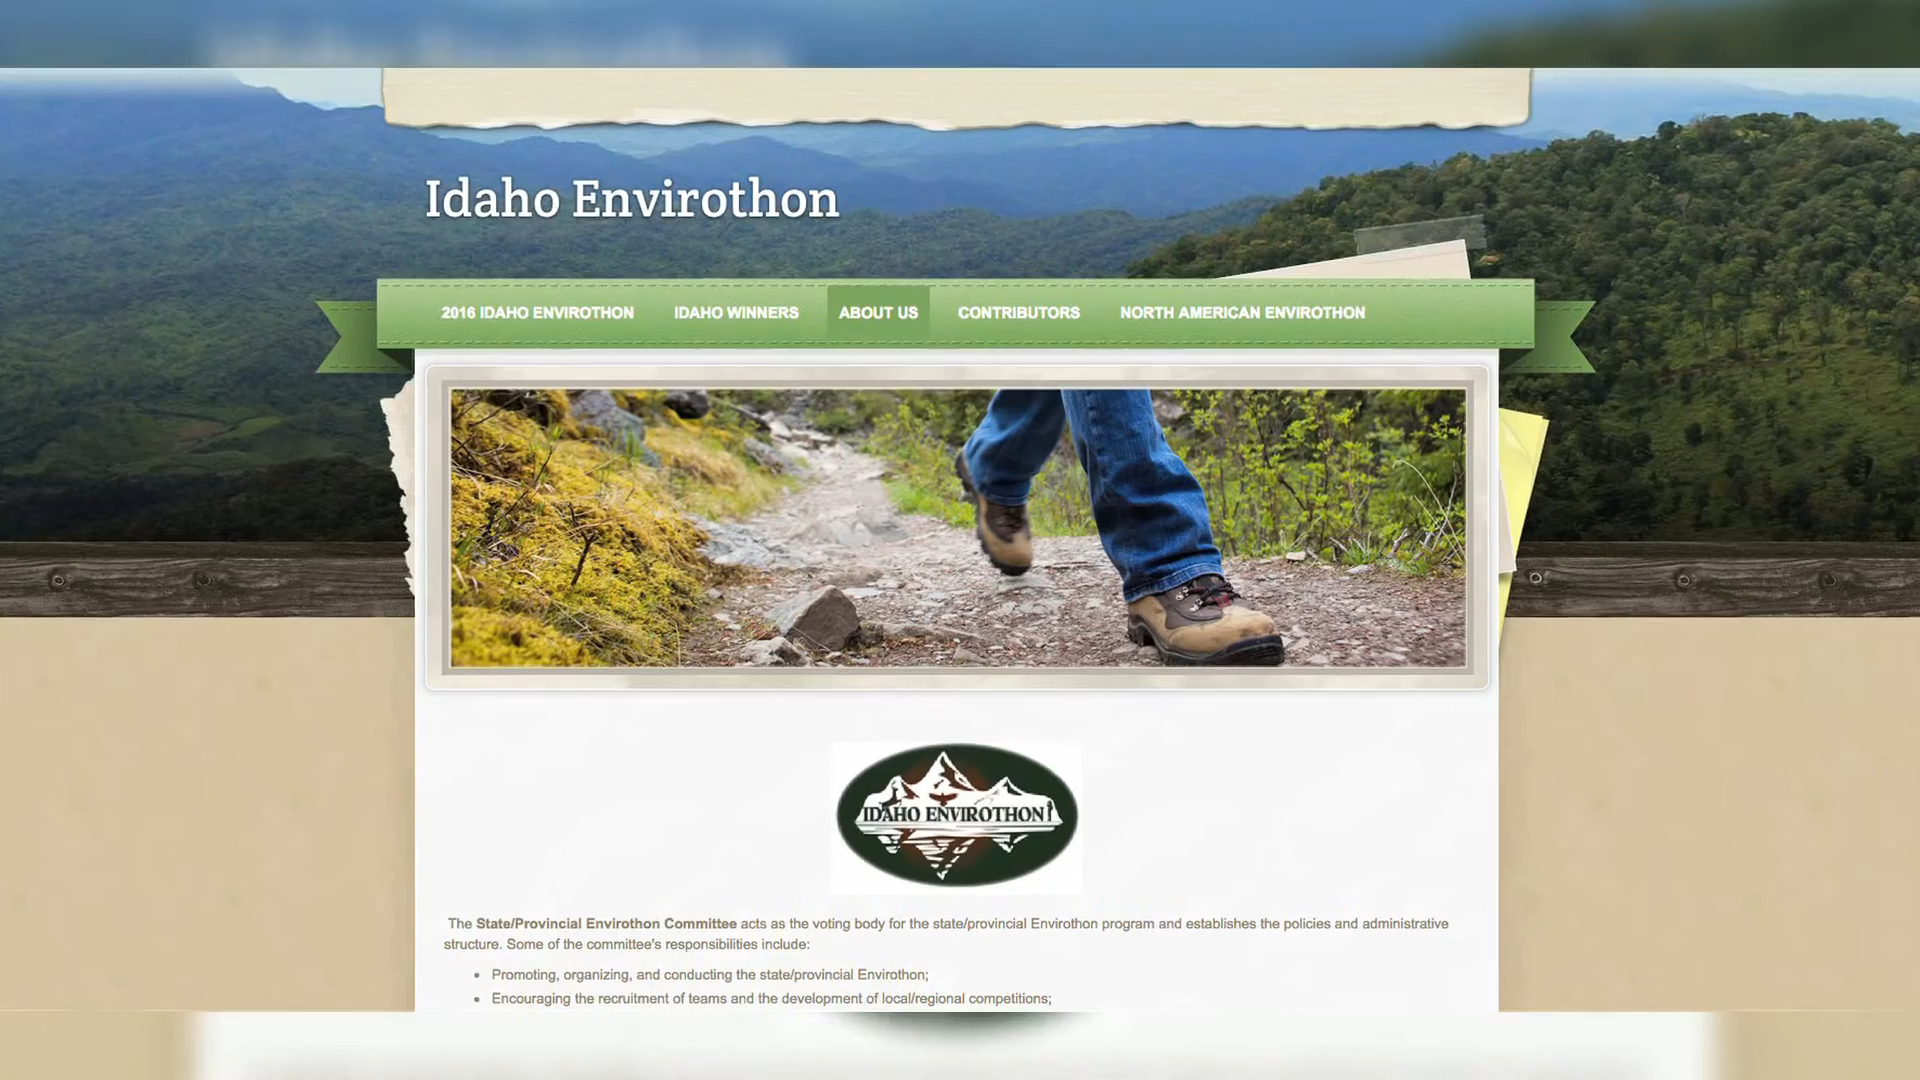 Idaho Envirothon
2016 IDAHO ENVIROTHON IDAHO WINNERS ABOUT US CONTRIBUTORS NORTH AMERICAN ENVIROTHON
IDAHO ENVIROTHON
The State/Provincial Envirothon Committee acts as the voting body for the state/provincial Envirothon program and establishes the policies and administrative
structure. Some of the committee's responsibilities include:
• Promoting, organizing, and conducting the state/provincial Envirothon;
• Encouraging the recruitment of teams and the development of local/regional competitions;